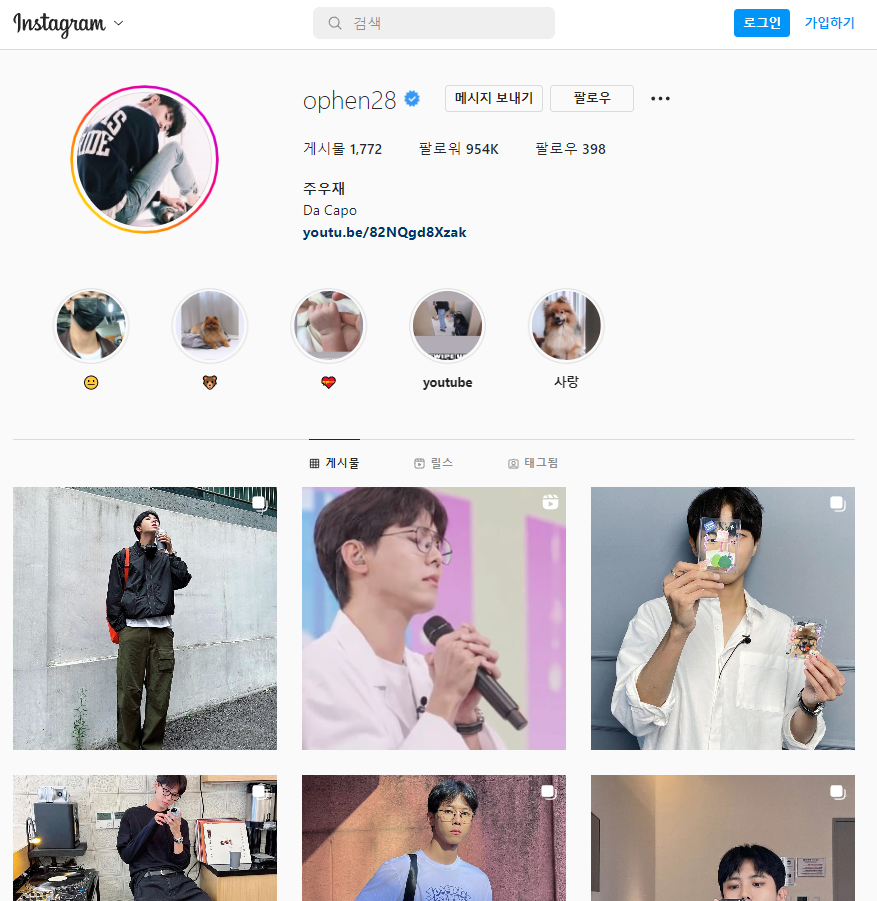 Instagram
검색
로그인
가입하기
ophen28
메시지 보내기
팔로우
게시물 1,772
팔로워 954K
팔로우 398
주우재
Da Capo
youtu.be/82NQgd8Xzak
youtube
사랑
게시물
릴스
태그됨